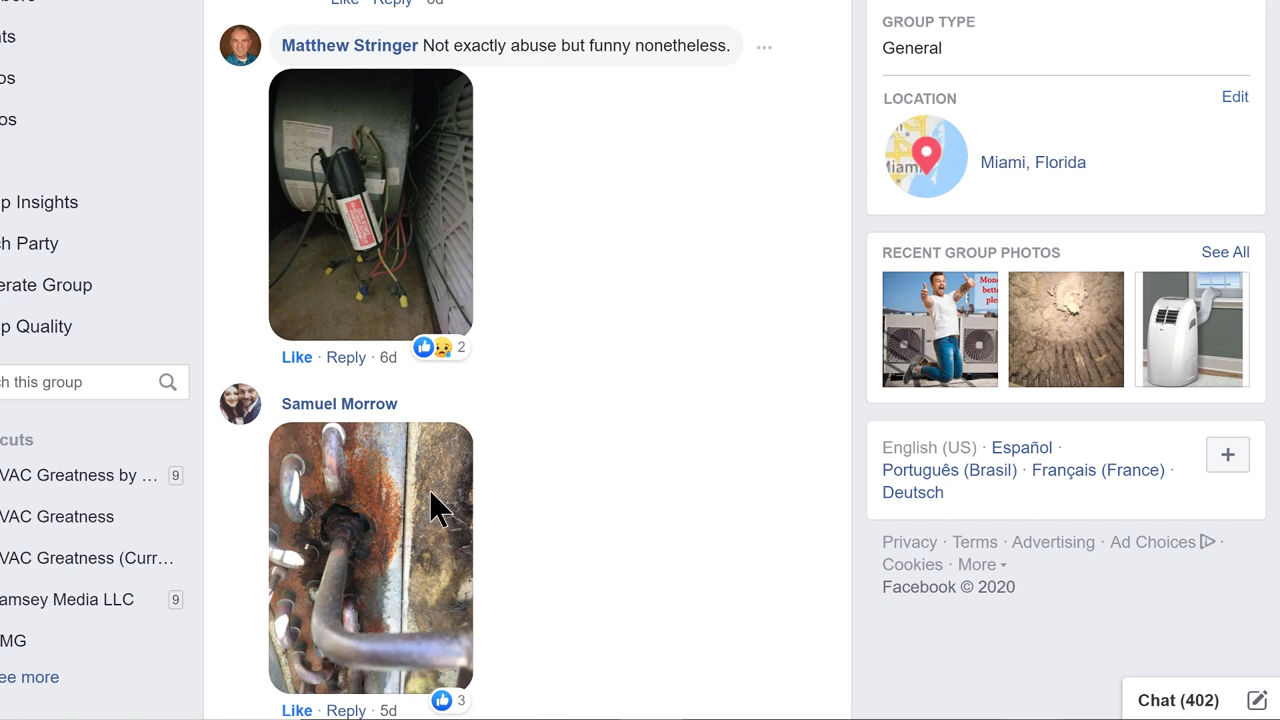 Like · Reply · 6d
Matthew Stringer Not exactly abuse but funny nonetheless.
Like · Reply · 6d
2
Samuel Morrow
Like · Reply · 5d
3
nts
os
os
p Insights
ch Party
erate Group
p Quality
ch this group
cuts
VAC Greatness by … 9
VAC Greatness
VAC Greatness (Curr…
amsey Media LLC 9
MG
ee more
GROUP TYPE
General
LOCATION
Edit
Miami
Miami, Florida
RECENT GROUP PHOTOS
See All
English (US) · Español ·
Português (Brasil) · Français (France) ·
Deutsch
+
Privacy · Terms · Advertising · Ad Choices ·
Cookies · More
Facebook © 2020
Chat (402)